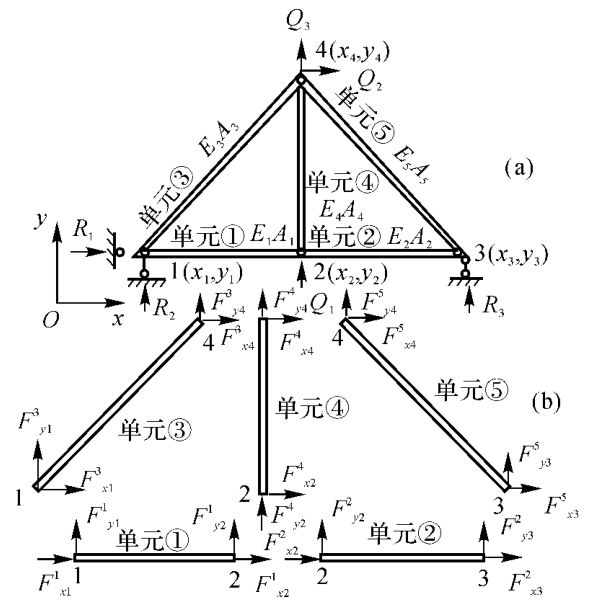 Q₃
4(x₄,y₄)
Q₂
单元③ E₃A₃
单元⑤ E₅A₅
(a)
单元④
E₄A₄
y
R₁
单元① E₁A₁
单元② E₂A₂
3(x₃,y₃)
1(x₁,y₁)
2(x₂,y₂)
O
x
R₂
Q₁
R₃
F³y4
F⁴y4
F⁵y4
4
F³x4
F⁴x4
4
F⁵x4
单元③
单元④
单元⑤
(b)
F³y1
F⁵y3
1
F³x1
2
F⁴x2
3
F⁵x3
F¹y1
F¹y2
F⁴y2
F²y2
F²y3
单元①
F²x2
单元②
F¹x1
1
2
F¹x2
2
3
F²x3